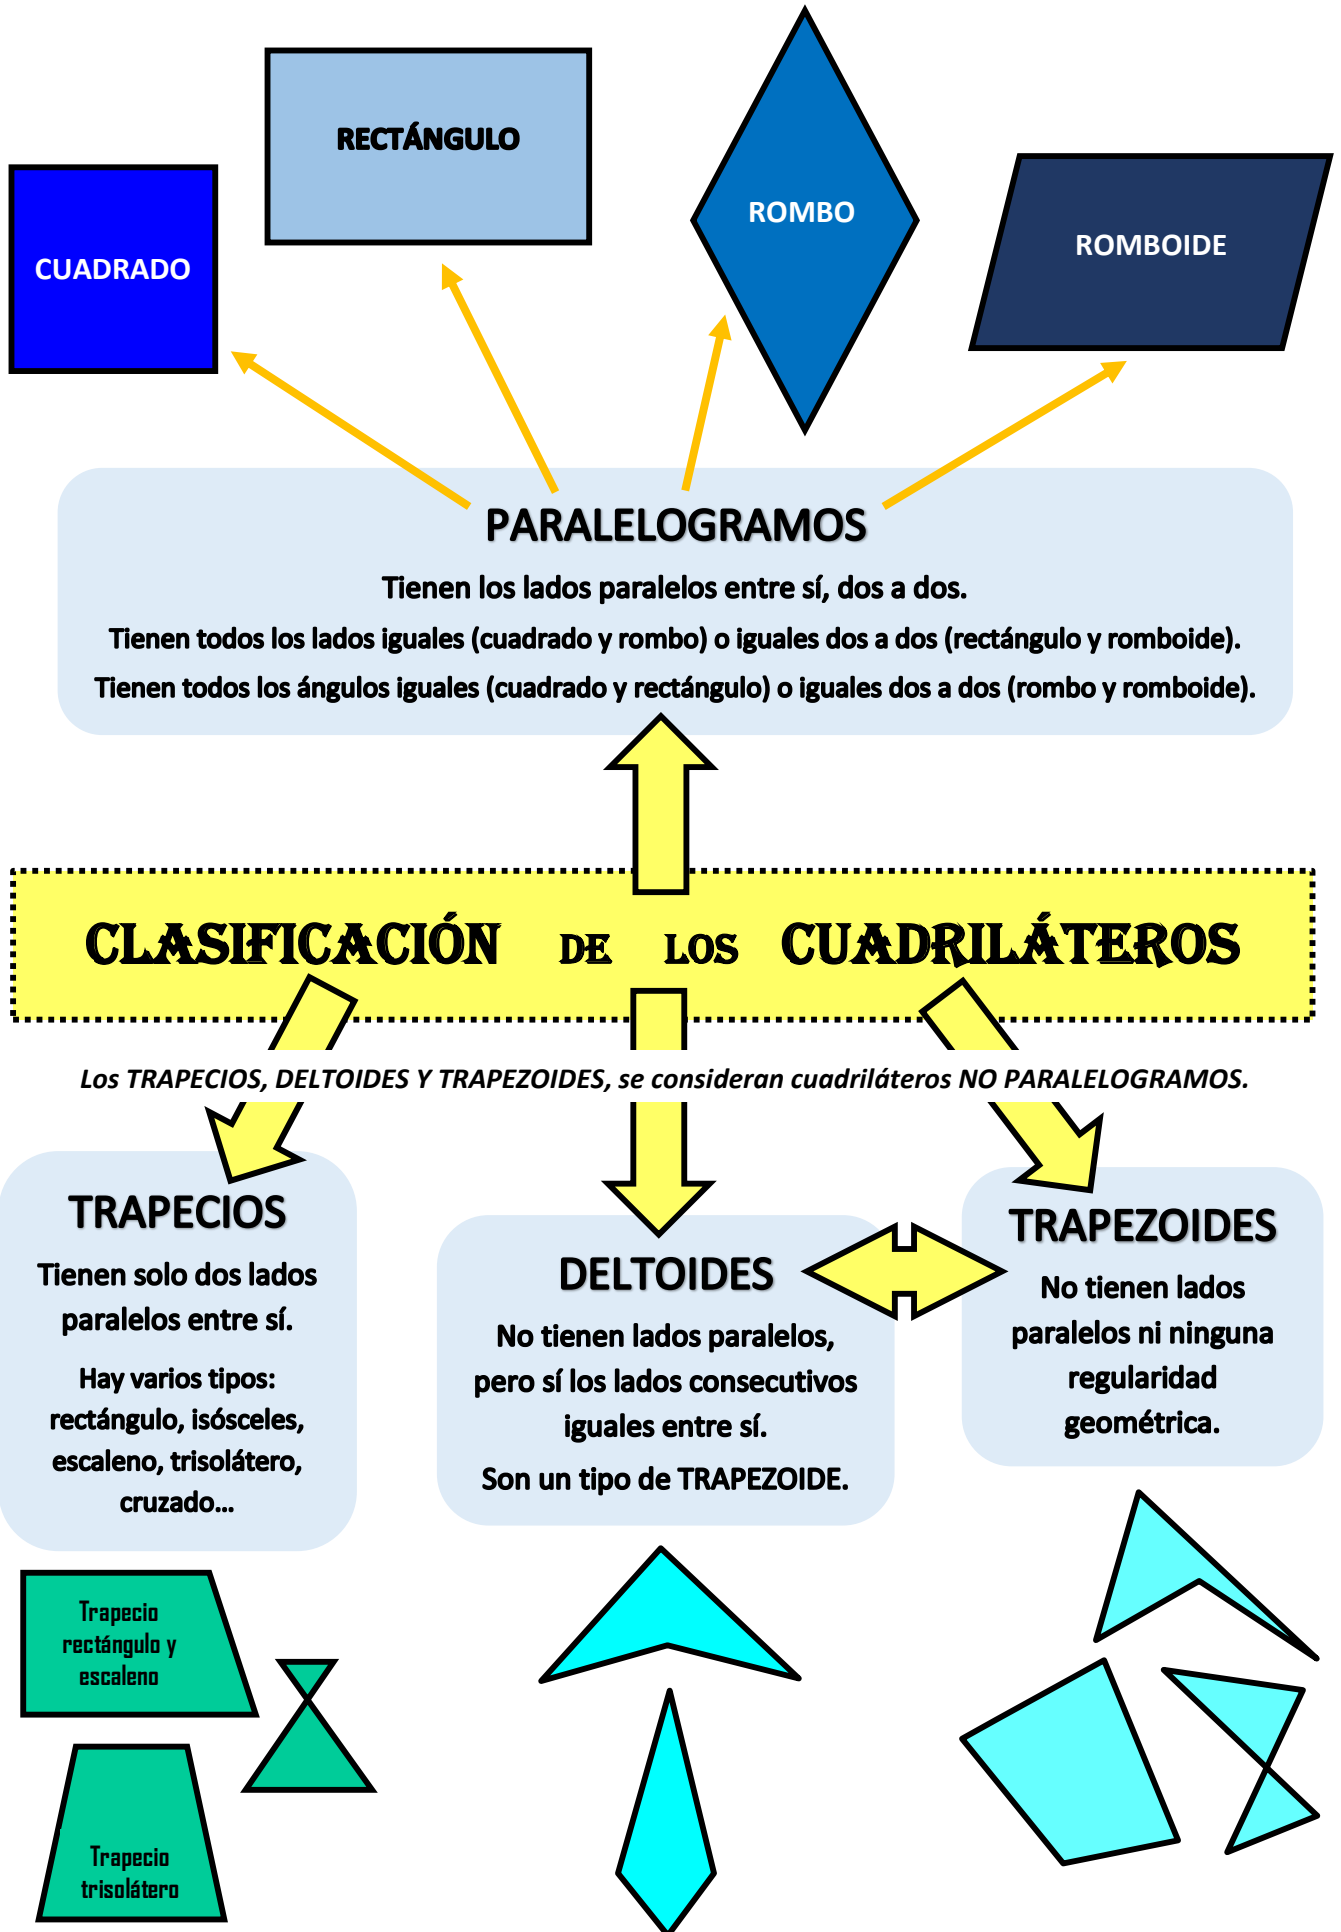 RECTÁNGULO
ROMBO
ROMBOIDE
CUADRADO
PARALELOGRAMOS
Tienen los lados paralelos entre sí, dos a dos.
Tienen todos los lados iguales (cuadrado y rombo) o iguales dos a dos (rectángulo y romboide).
Tienen todos los ángulos iguales (cuadrado y rectángulo) o iguales dos a dos (rombo y romboide).
CLASIFICACIÓN DE LOS CUADRILÁTEROS
Los TRAPECIOS, DELTOIDES Y TRAPEZOIDES, se consideran cuadriláteros NO PARALELOGRAMOS.
TRAPECIOS
Tienen solo dos lados
paralelos entre sí.
Hay varios tipos:
rectángulo, isósceles,
escaleno, trisolátero,
cruzado...
DELTOIDES
No tienen lados paralelos,
pero sí los lados consecutivos
iguales entre sí.
Son un tipo de TRAPEZOIDE.
TRAPEZOIDES
No tienen lados
paralelos ni ninguna
regularidad
geométrica.
Trapecio
rectángulo y
escaleno
Trapecio
trisolátero